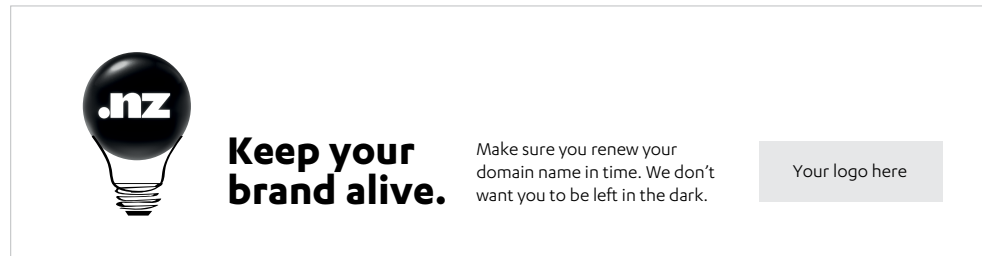 .nz
Keep your
brand alive.
Make sure you renew your
domain name in time. We don’t
want you to be left in the dark.
Your logo here